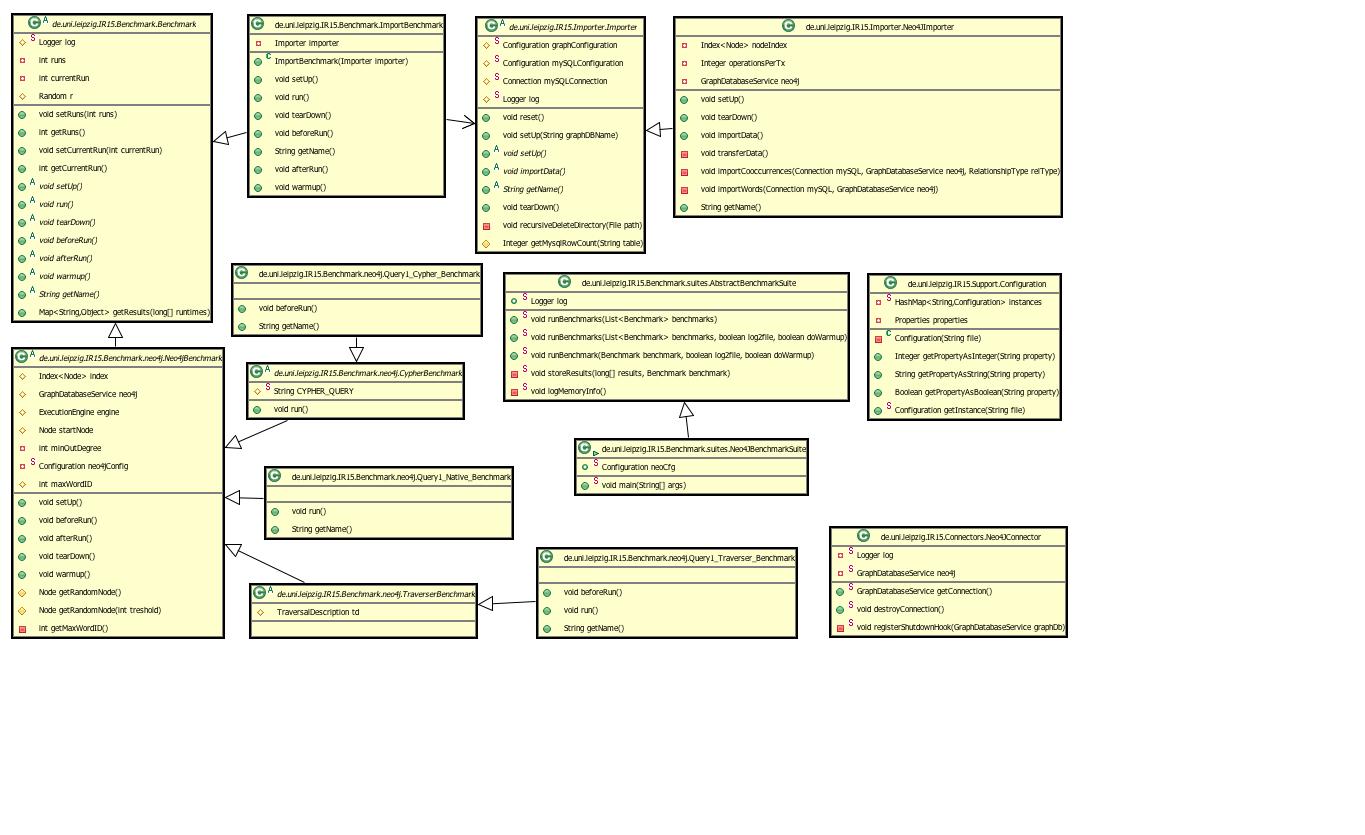 de.uni.leipzig.IR15.Benchmark.Benchmark
Logger log
int runs
int currentRun
Random r
void setRuns(int runs)
int getRuns()
void setCurrentRun(int currentRun)
int getCurrentRun()
void setUp()
void run()
void tearDown()
void beforeRun()
void afterRun()
void warmup()
String getName()
Map<String,Object> getResults(long[] runtimes)
de.uni.leipzig.IR15.Benchmark.ImportBenchmark
Importer importer
ImportBenchmark(Importer importer)
void setUp()
void run()
void tearDown()
void beforeRun()
String getName()
void afterRun()
void warmup()
de.uni.leipzig.IR15.Importer.Importer
Configuration graphConfiguration
Configuration mySQLConfiguration
Connection mySQLConnection
Logger log
void reset()
void setUp(String graphDBName)
void setUp()
void importData()
String getName()
void tearDown()
void recursiveDeleteDirectory(File path)
Integer getMysqlRowCount(String table)
de.uni.leipzig.IR15.Importer.Neo4JImporter
Index<Node> nodeIndex
Integer operationsPerTx
GraphDatabaseService neo4j
void setUp()
void tearDown()
void importData()
void transferData()
void importCooccurrences(Connection mySQL, GraphDatabaseService neo4j, RelationshipType relType)
void importWords(Connection mySQL, GraphDatabaseService neo4j)
String getName()
de.uni.leipzig.IR15.Benchmark.neo4j.Query1_Cypher_Benchmark
void beforeRun()
String getName()
de.uni.leipzig.IR15.Benchmark.suites.AbstractBenchmarkSuite
Logger log
void runBenchmarks(List<Benchmark> benchmarks)
void runBenchmarks(List<Benchmark> benchmarks, boolean log2file, boolean doWarmup)
void runBenchmark(Benchmark benchmark, boolean log2file, boolean doWarmup)
void storeResults(long[] results, Benchmark benchmark)
void logMemoryInfo()
de.uni.leipzig.IR15.Support.Configuration
HashMap<String,Configuration> instances
Properties properties
Configuration(String file)
Integer getPropertyAsInteger(String property)
String getPropertyAsString(String property)
Boolean getPropertyAsBoolean(String property)
Configuration getInstance(String file)
de.uni.leipzig.IR15.Benchmark.neo4j.Neo4jBenchmark
Index<Node> index
GraphDatabaseService neo4j
ExecutionEngine engine
Node startNode
int minOutDegree
Configuration neo4jConfig
int maxWordID
void setUp()
void beforeRun()
void afterRun()
void tearDown()
void warmup()
Node getRandomNode()
Node getRandomNode(int treshold)
int getMaxWordID()
de.uni.leipzig.IR15.Benchmark.neo4j.CypherBenchmark
String CYPHER_QUERY
void run()
de.uni.leipzig.IR15.Benchmark.suites.Neo4JBenchmarkSuite
Configuration neoCfg
void main(String[] args)
de.uni.leipzig.IR15.Benchmark.neo4j.Query1_Native_Benchmark
void run()
String getName()
de.uni.leipzig.IR15.Benchmark.neo4j.TraverserBenchmark
TraversalDescription td
de.uni.leipzig.IR15.Benchmark.neo4j.Query1_Traverser_Benchmark
void beforeRun()
void run()
String getName()
de.uni.leipzig.IR15.Connectors.Neo4JConnector
Logger log
GraphDatabaseService neo4j
GraphDatabaseService getConnection()
void destroyConnection()
void registerShutdownHook(GraphDatabaseService graphDb)